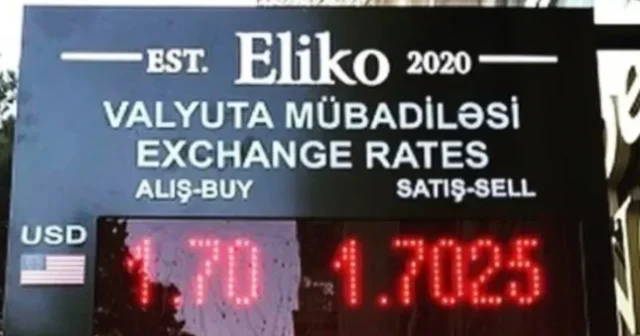 EST. Eliko 2020
VALYUTA MÜBADİLƏSİ
EXCHANGE RATES
ALIŞ-BUY SATIŞ-SELL
USD 1.70 1.7025